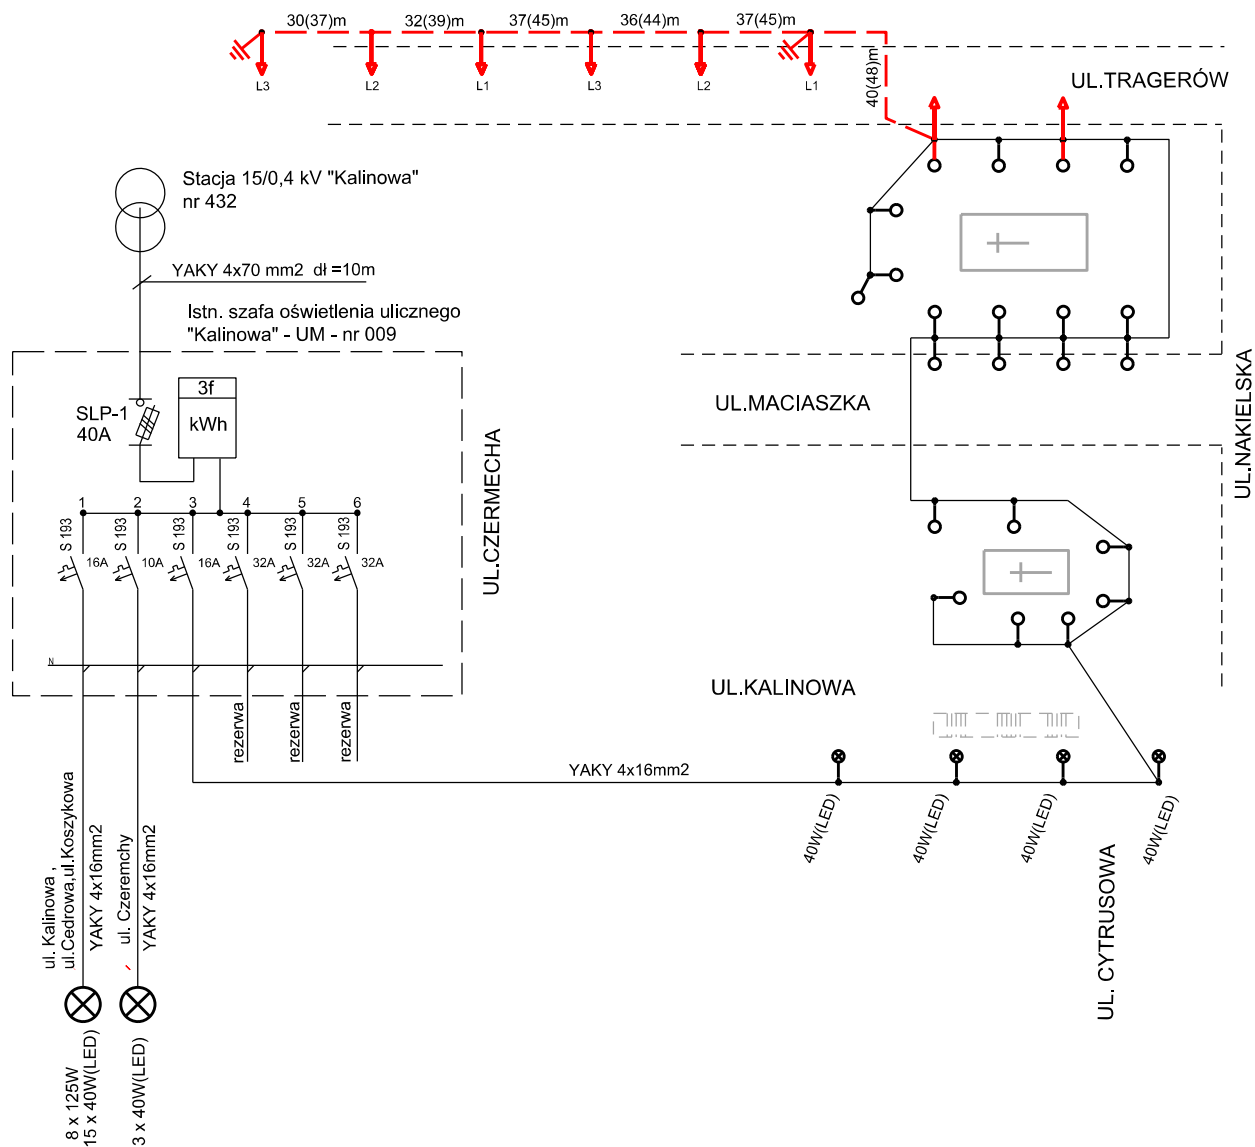 30(37)m
32(39)m
37(45)m
36(44)m
37(45)m
40(48)m
L3
L2
L1
L3
L2
L1
UL.TRAGERÓW
Stacja 15/0,4 kV "Kalinowa"
nr 432
YAKY 4x70 mm2 dł =10m
Istn. szafa oświetlenia ulicznego
"Kalinowa" - UM - nr 009
3f
kWh
SLP-1
40A
UL.CZERMECHA
UL.MACIASZKA
UL.NAKIELSKA
1
2
3
4
5
6
S 193
S 193
S 193
S 193
S 193
S 193
16A
10A
16A
32A
32A
32A
N
rezerwa
rezerwa
rezerwa
UL.KALINOWA
YAKY 4x16mm2
40W(LED)
40W(LED)
40W(LED)
40W(LED)
UL. CYTRUSOWA
ul. Kalinowa ,
ul.Cedrowa,ul.Koszykowa
YAKY 4x16mm2
ul. Czeremchy
YAKY 4x16mm2
8 x 125W
15 x 40W(LED)
3 x 40W(LED)